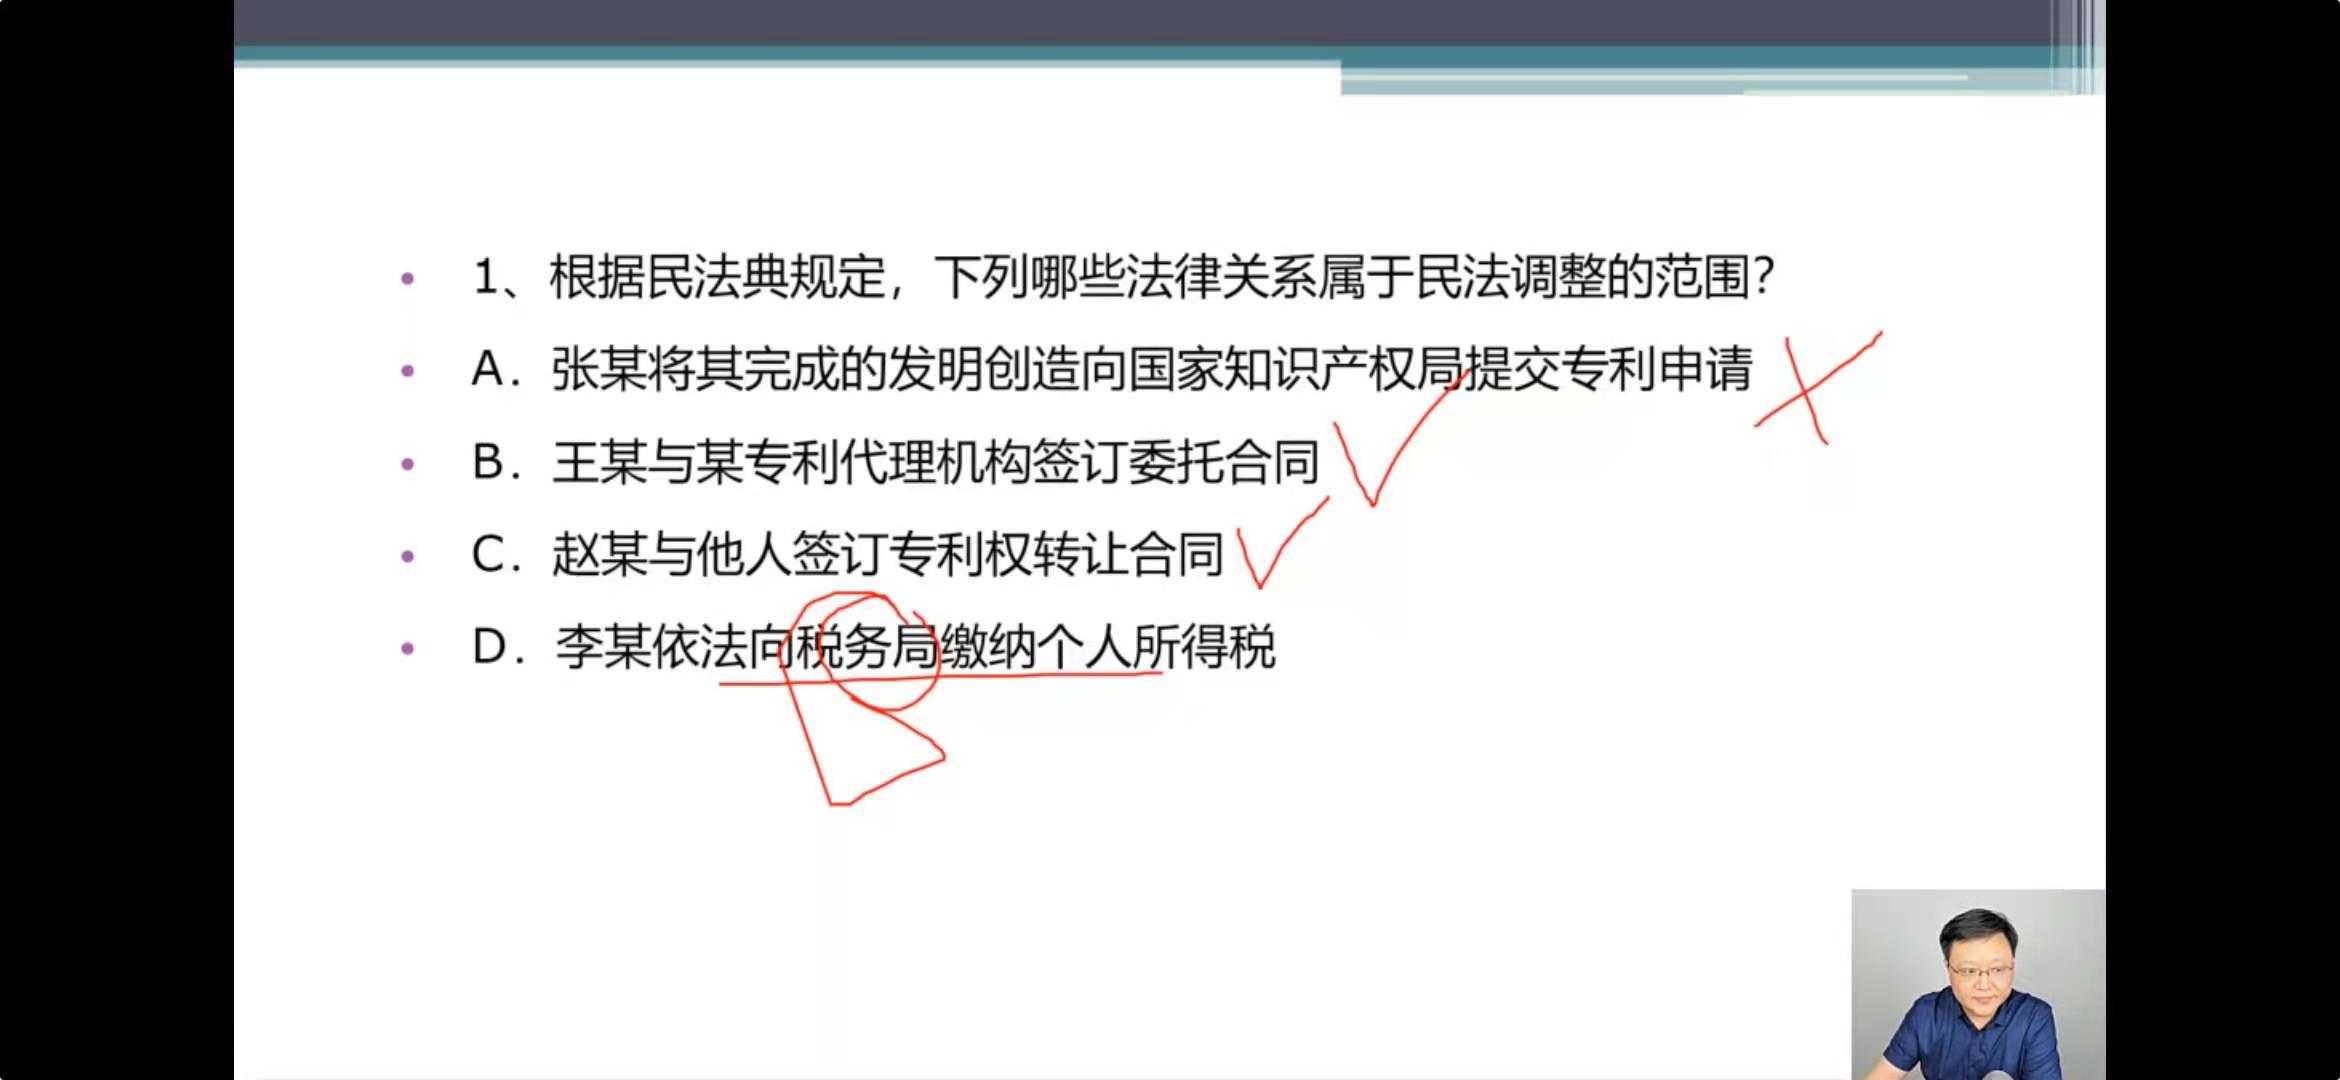 1、根据民法典规定，下列哪些法律关系属于民法调整的范围？
A．张某将其完成的发明创造向国家知识产权局提交专利申请
B．王某与某专利代理机构签订委托合同
C．赵某与他人签订专利权转让合同
D．李某依法向税务局缴纳个人所得税